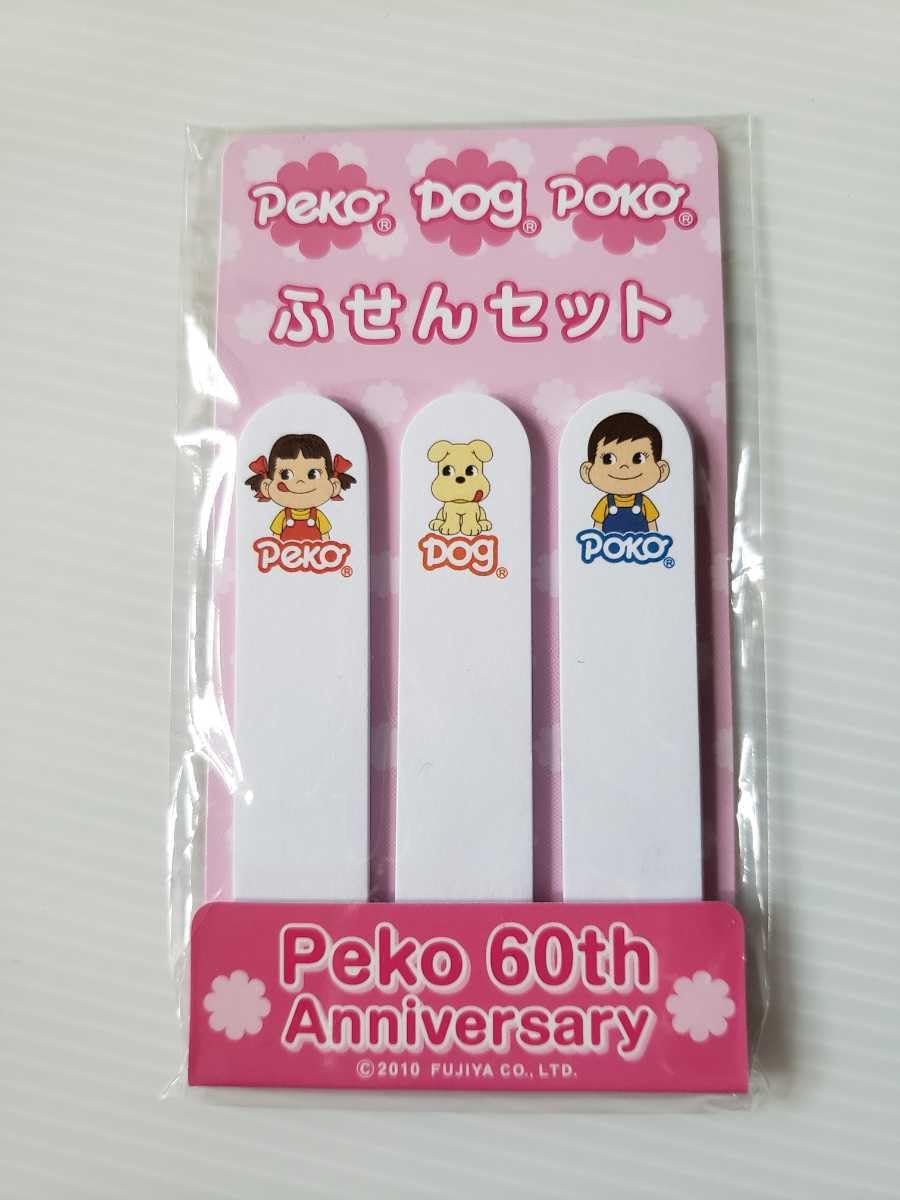 Peko® Dog® Poko®
ふせんセット
Peko® Dog® Poko®
Peko 60th
Anniversary
©2010 FUJIYA CO., LTD.